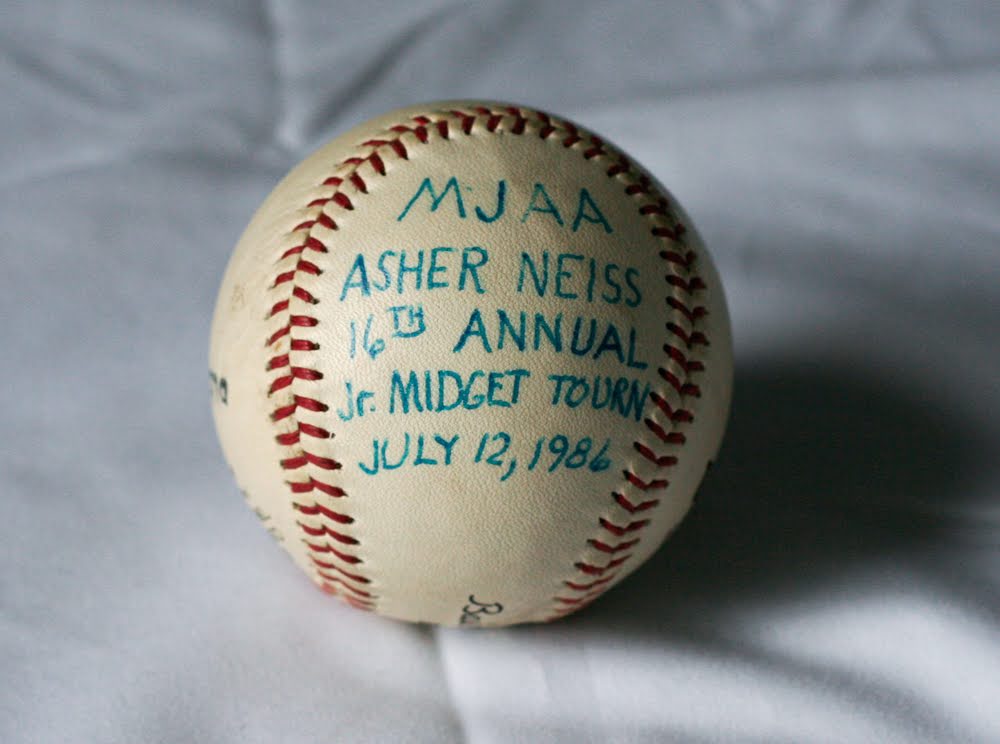 MJAA
ASHER NEISS
16TH ANNUAL
Jr. MIDGET TOURN
JULY 12, 1986